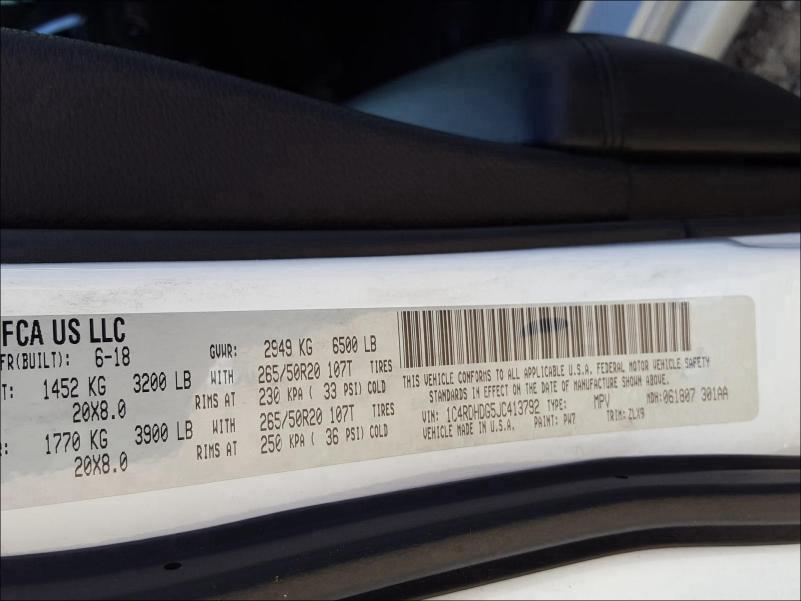 FCA US LLC
FR(BUILT): 6-18
GVWR: 2949 KG 6500 LB
T: 1452 KG 3200 LB WITH 265/50R20 107T TIRES
20X8.0 RIMS AT 230 KPA ( 33 PSI) COLD
R: 1770 KG 3900 LB WITH 265/50R20 107T TIRES
20X8.0 RIMS AT 250 KPA ( 36 PSI) COLD
THIS VEHICLE CONFORMS TO ALL APPLICABLE U.S.A. FEDERAL MOTOR VEHICLE SAFETY
STANDARDS IN EFFECT ON THE DATE OF MANUFACTURE SHOWN ABOVE.
VIN: 1C4RDHDG5JC413792 TYPE: MPV MDH: 061807 301AA
VEHICLE MADE IN U.S.A. PAINT: PW7 TRIM: ZLX9